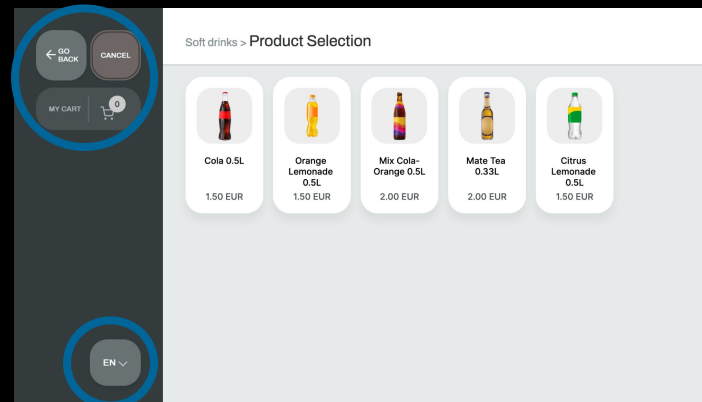 GO
BACK
CANCEL
MY CART
0
Soft drinks > Product Selection
Cola 0.5L
1.50 EUR
Orange
Lemonade
0.5L
1.50 EUR
Mix Cola-
Orange 0.5L
2.00 EUR
Mate Tea
0.33L
2.00 EUR
Citrus
Lemonade
0.5L
1.50 EUR
EN